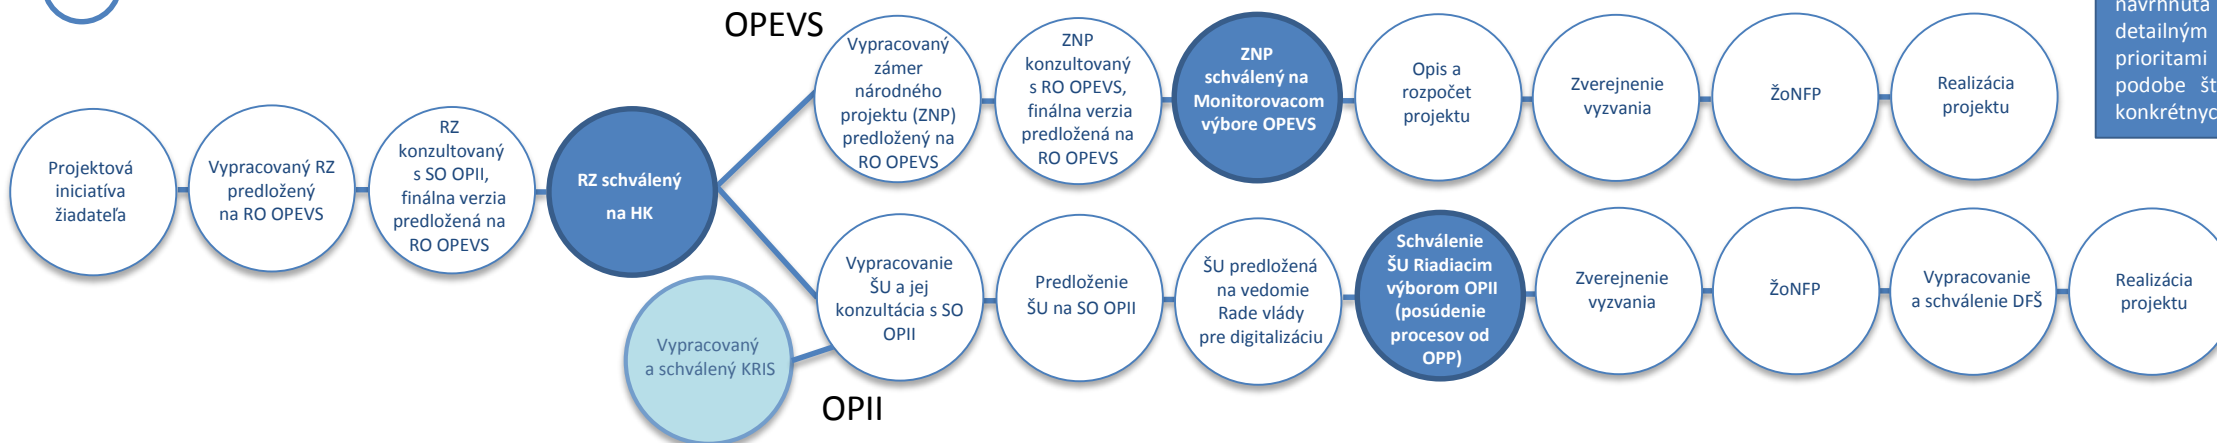 OPEVS
Projektová
iniciatíva
žiadateľa
Vypracovaný RZ
predložený
na RO OPEVS
RZ
konzultovaný
s SO OPII,
finálna verzia
predložená na
RO OPEVS
RZ schválený
na HK
Vypracovaný
zámer
národného
projektu (ZNP)
predložený na
RO OPEVS
ZNP
konzultovaný
s RO OPEVS,
finálna verzia
predložená na
RO OPEVS
ZNP
schválený na
Monitorovacom
výbore OPEVS
Opis a
rozpočet
projektu
Zverejnenie
vyzvania
ŽoNFP
Realizácia
projektu
Vypracovaný
a schválený KRIS
OPII
Vypracovanie
ŠU a jej
konzultácia s SO
OPII
Predloženie
ŠU na SO OPII
ŠU predložená
na vedomie
Rade vlády
pre digitalizáciu
Schválenie
ŠU Riadiacim
výborom OPII
(posúdenie
procesov od
OPP)
Zverejnenie
vyzvania
ŽoNFP
Vypracovanie
a schválenie DFŠ
Realizácia
projektu
navrhnutá
detailným
prioritami
podobe št
konkrétnyc